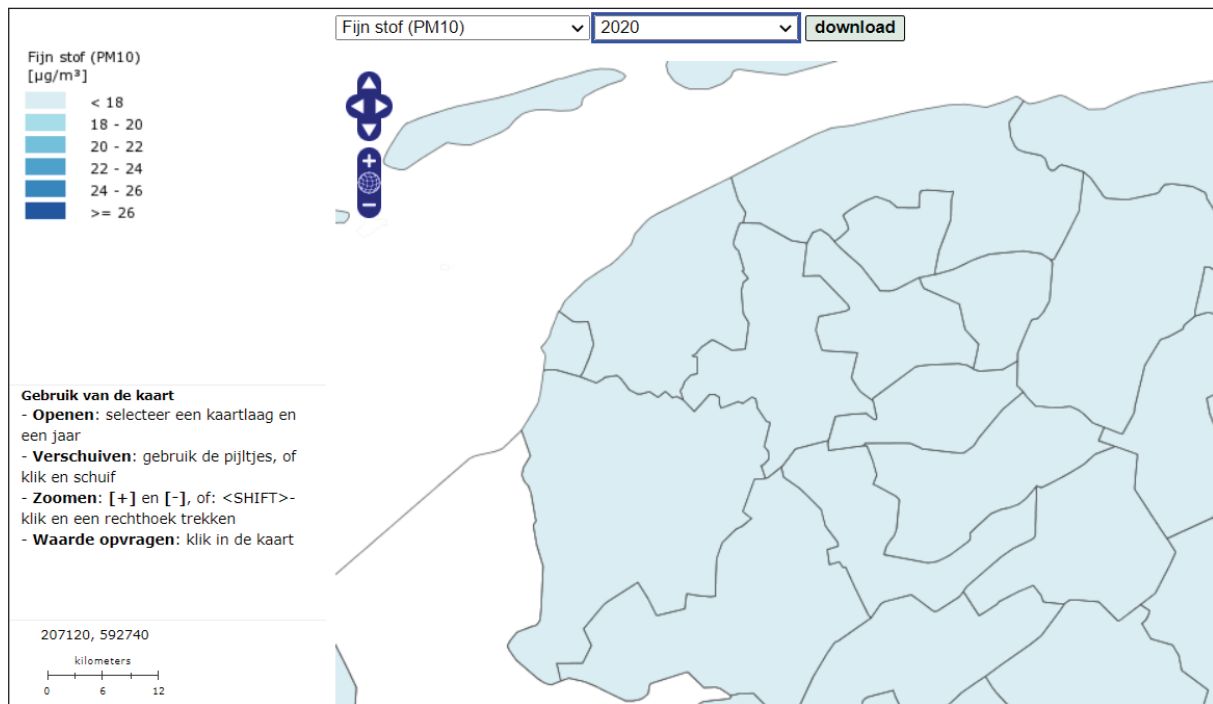 Fijn stof (PM10)
2020
download
Fijn stof (PM10)
[µg/m³]
< 18
18 - 20
20 - 22
22 - 24
24 - 26
>= 26
Gebruik van de kaart
- Openen: selecteer een kaartlaag en
een jaar
- Verschuiven: gebruik de pijltjes, of
klik en schuif
- Zoomen: [+] en [-], of: <SHIFT>-
klik en een rechthoek trekken
- Waarde opvragen: klik in de kaart
207120, 592740
kilometers
0 6 12